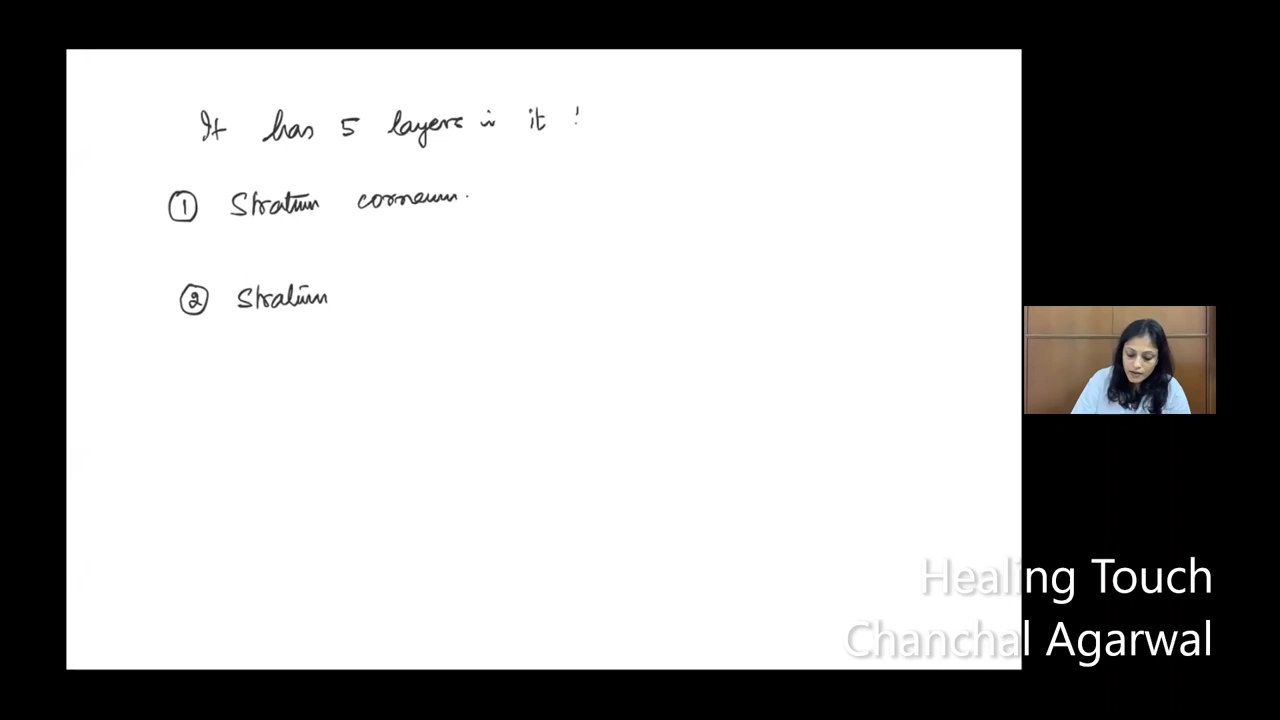 It has 5 layers in it :
① Stratum corneum.
② Stratum
Healing Touch
Chanchal Agarwal